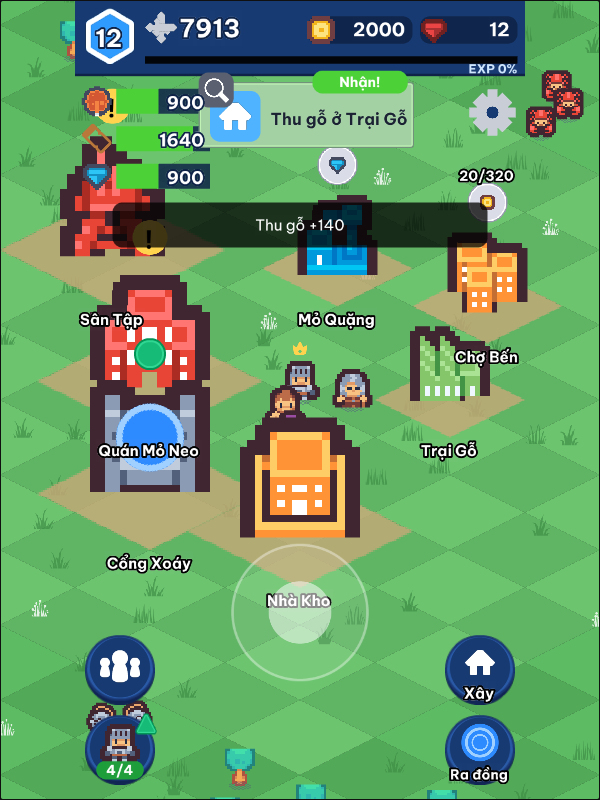 12
7913
2000
12
EXP 0%
Nhận!
Thu gỗ ở Trại Gỗ
900
1640
900
20/320
Thu gỗ +140
Sân Tập
Mỏ Quặng
Chợ Bến
Quán Mỏ Neo
Trại Gỗ
Cổng Xoáy
Nhà Kho
Xây
4/4
Ra đồng